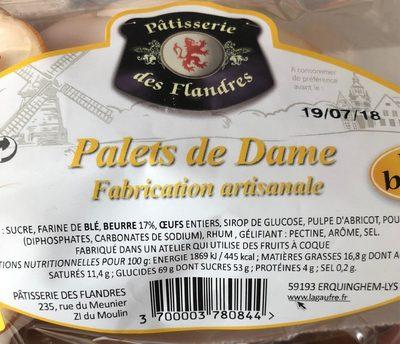 Pâtisserie
des Flandres
A consommer
de préférence
avant le :
19/07/18
Palets de Dame
Fabrication artisanale
: SUCRE, FARINE DE BLÉ, BEURRE 17%, ŒUFS ENTIERS, SIROP DE GLUCOSE, PULPE D'ABRICOT, POU
(DIPHOSPHATES, CARBONATES DE SODIUM), RHUM, GÉLIFIANT : PECTINE, ARÔME, SEL.
FABRIQUÉ DANS UN ATELIER QUI UTILISE DES FRUITS À COQUE
TIONS NUTRITIONNELLES POUR 100 g: ENERGIE 1869 kJ / 445 kcal ; MATIÈRES GRASSES 16,8 g DONT A
SATURÉS 11,4 g ; GLUCIDES 69 g DONT SUCRES 53 g ; PROTÉINES 4 g ; SEL 0,2 g.
PÂTISSERIE DES FLANDRES
235, rue du Meunier
ZI du Moulin
59193 ERQUINGHEM-LYS
www.lagaufre.fr
3 700003 780844 >